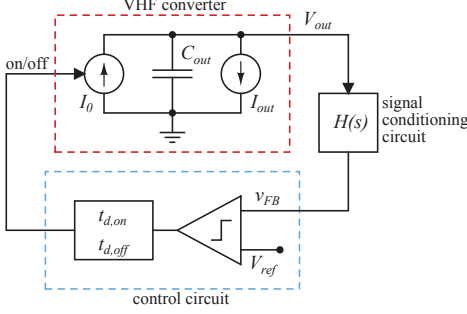 VHF converter
V_out
on/off
C_out
I_0
I_out
H(s)
signal
conditioning
circuit
v_FB
t_d,on
t_d,off
V_ref
control circuit